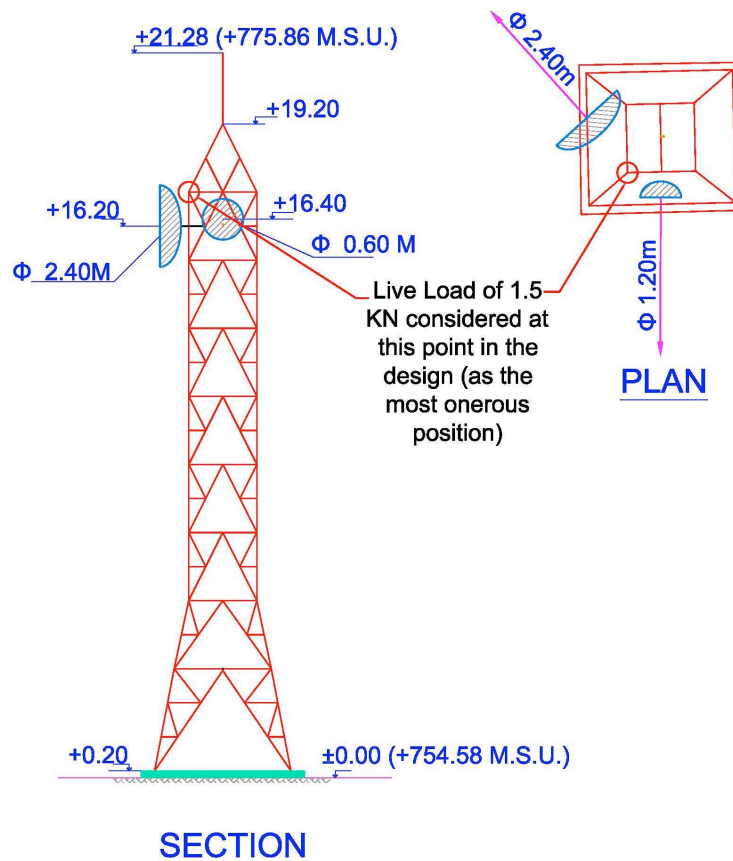 +21.28 (+775.86 M.S.U.)
+19.20
+16.20
+16.40
Φ 2.40M
Φ 0.60 M
Live Load of 1.5
KN considered at
this point in the
design (as the
most onerous
position)
+0.20
±0.00 (+754.58 M.S.U.)
SECTION
Φ 2.40m
Φ 1.20m
PLAN